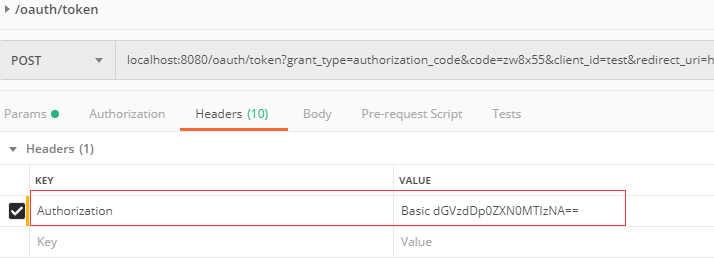 /oauth/token
POST localhost:8080/oauth/token?grant_type=authorization_code&code=zw8x55&client_id=test&redirect_uri=h
Params Authorization Headers (10) Body Pre-request Script Tests
Headers (1)
KEY VALUE
Authorization Basic dGVzdDp0ZXN0MTIzNA==
Key Value